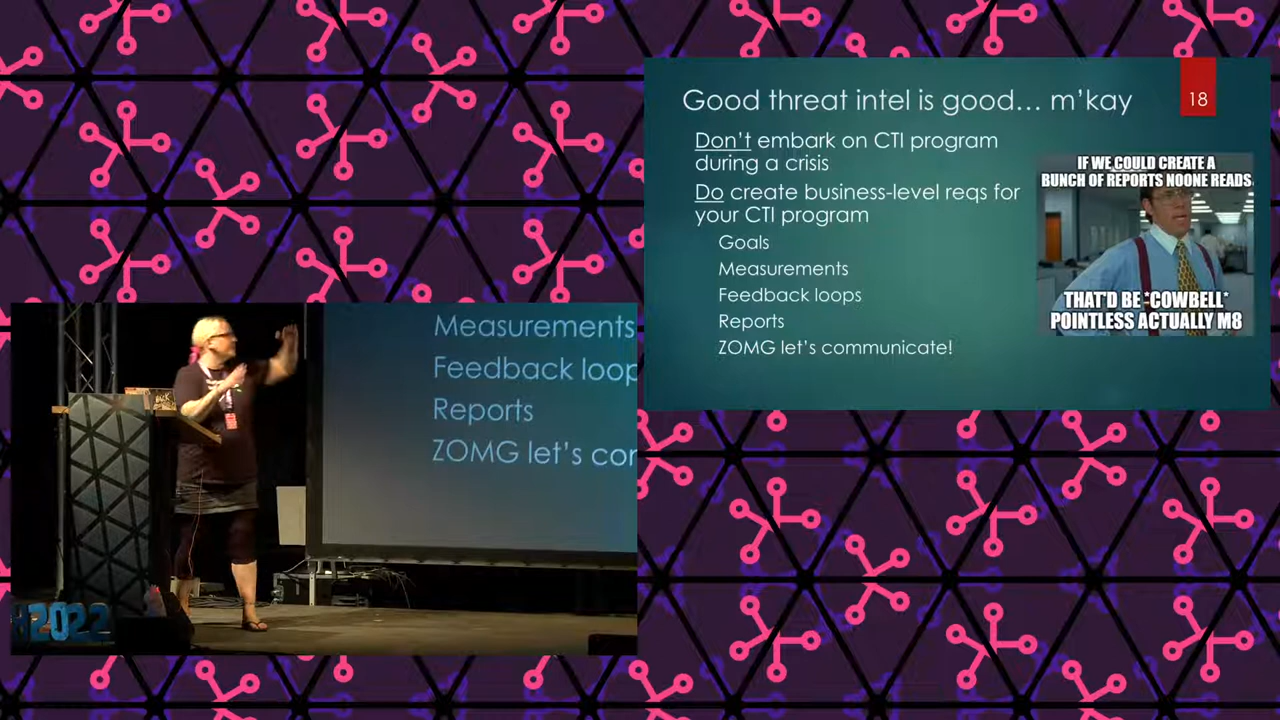 Good threat intel is good... m'kay
18
Don't embark on CTI program
during a crisis
Do create business-level reqs for
your CTI program
Goals
Measurements
Feedback loops
Reports
ZOMG let's communicate!
IF WE COULD CREATE A
BUNCH OF REPORTS NOONE READS
THAT'D BE *COWBELL*
POINTLESS ACTUALLY M8
Measurements
Feedback loop
Reports
ZOMG let's cor
2022